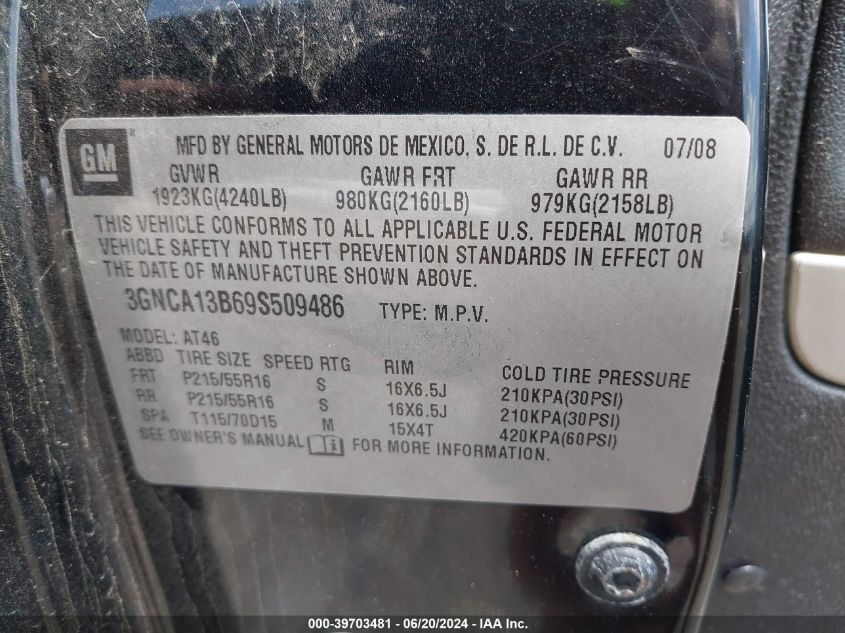 GM MFD BY GENERAL MOTORS DE MEXICO, S. DE R.L. DE C.V. 07/08
GVWR GAWR FRT GAWR RR
1923KG(4240LB) 980KG(2160LB) 979KG(2158LB)
THIS VEHICLE CONFORMS TO ALL APPLICABLE U.S. FEDERAL MOTOR
VEHICLE SAFETY AND THEFT PREVENTION STANDARDS IN EFFECT ON
THE DATE OF MANUFACTURE SHOWN ABOVE.
3GNCA13B69S509486 TYPE: M.P.V.
MODEL: AT46
ABBD TIRE SIZE SPEED RTG RIM COLD TIRE PRESSURE
FRT P215/55R16 S 16X6.5J 210KPA(30PSI)
RR P215/55R16 S 16X6.5J 210KPA(30PSI)
SPA T115/70D15 M 15X4T 420KPA(60PSI)
SEE OWNER'S MANUAL FOR MORE INFORMATION.
000-39703481 - 06/20/2024 - IAA Inc.